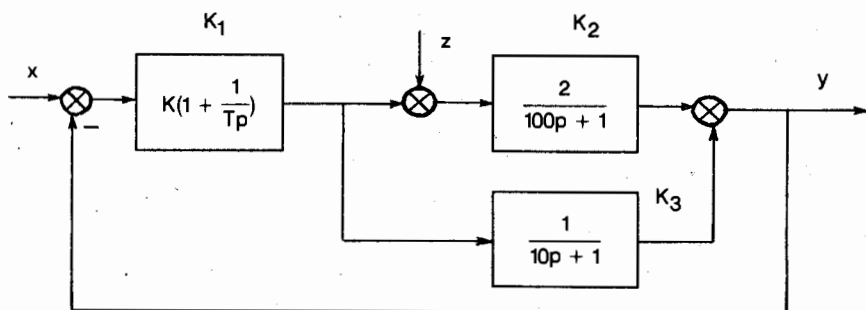 K₁
K₂
z
x
y
K(1 + 1/Tp)
2/(100p + 1)
−
K₃
1/(10p + 1)